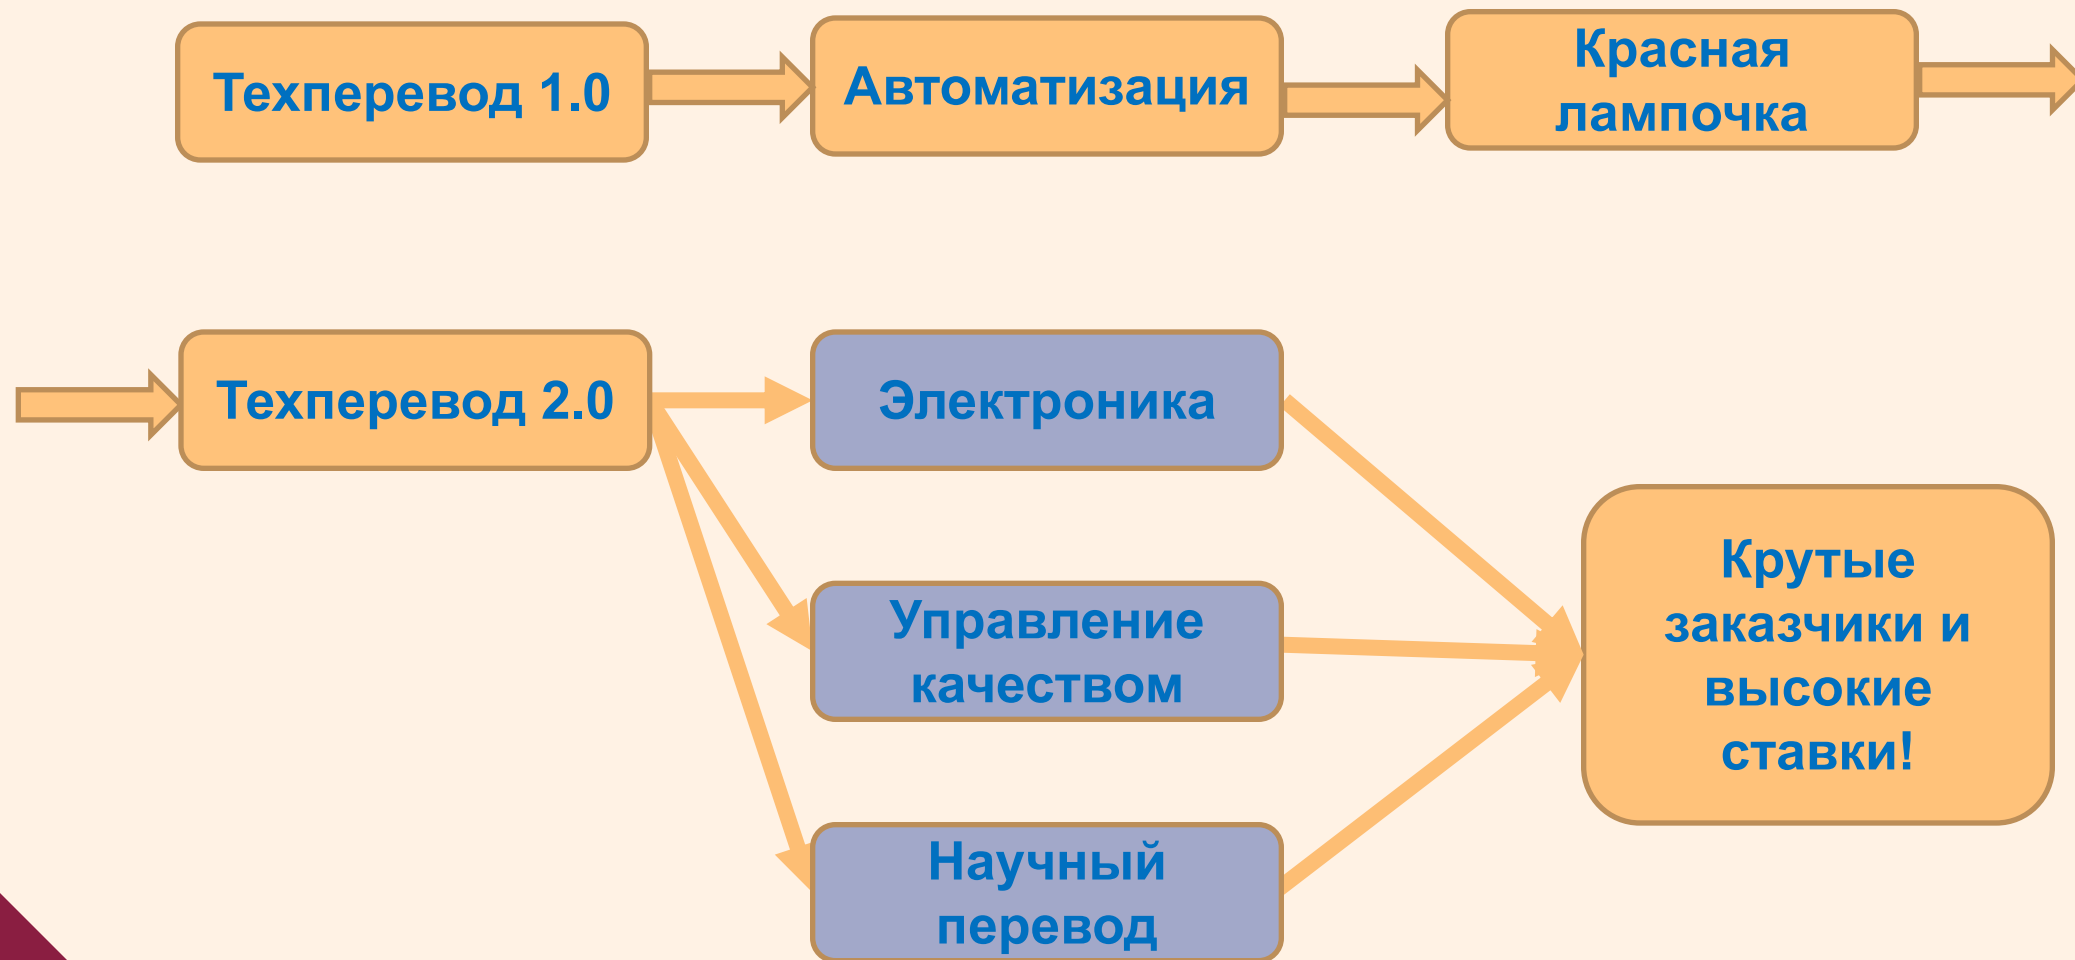 Техперевод 1.0
Автоматизация
Красная
лампочка
Техперевод 2.0
Электроника
Управление
качеством
Научный
перевод
Крутые
заказчики и
высокие
ставки!